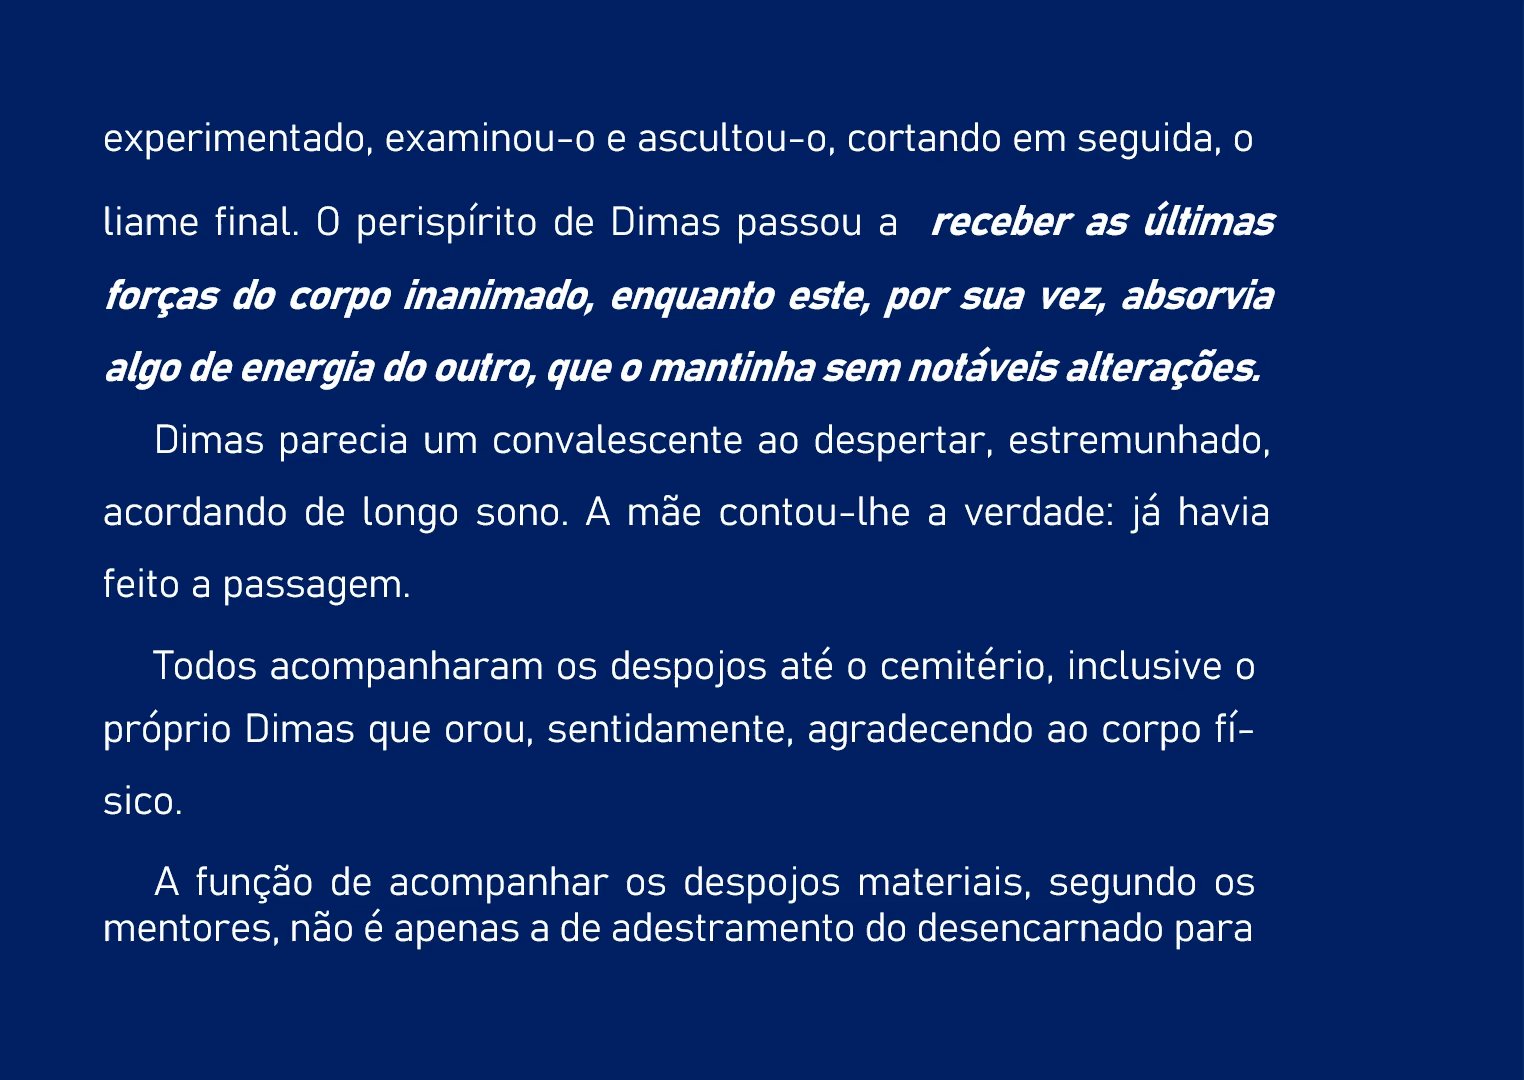 experimentado, examinou-o e ascultou-o, cortando em seguida, o
liame final. O perispírito de Dimas passou a receber as últimas
forças do corpo inanimado, enquanto este, por sua vez, absorvia
algo de energia do outro, que o mantinha sem notáveis alterações.
Dimas parecia um convalescente ao despertar, estremunhado,
acordando de longo sono. A mãe contou-lhe a verdade: já havia
feito a passagem.
Todos acompanharam os despojos até o cemitério, inclusive o
próprio Dimas que orou, sentidamente, agradecendo ao corpo fí-
sico.
A função de acompanhar os despojos materiais, segundo os
mentores, não é apenas a de adestramento do desencarnado para